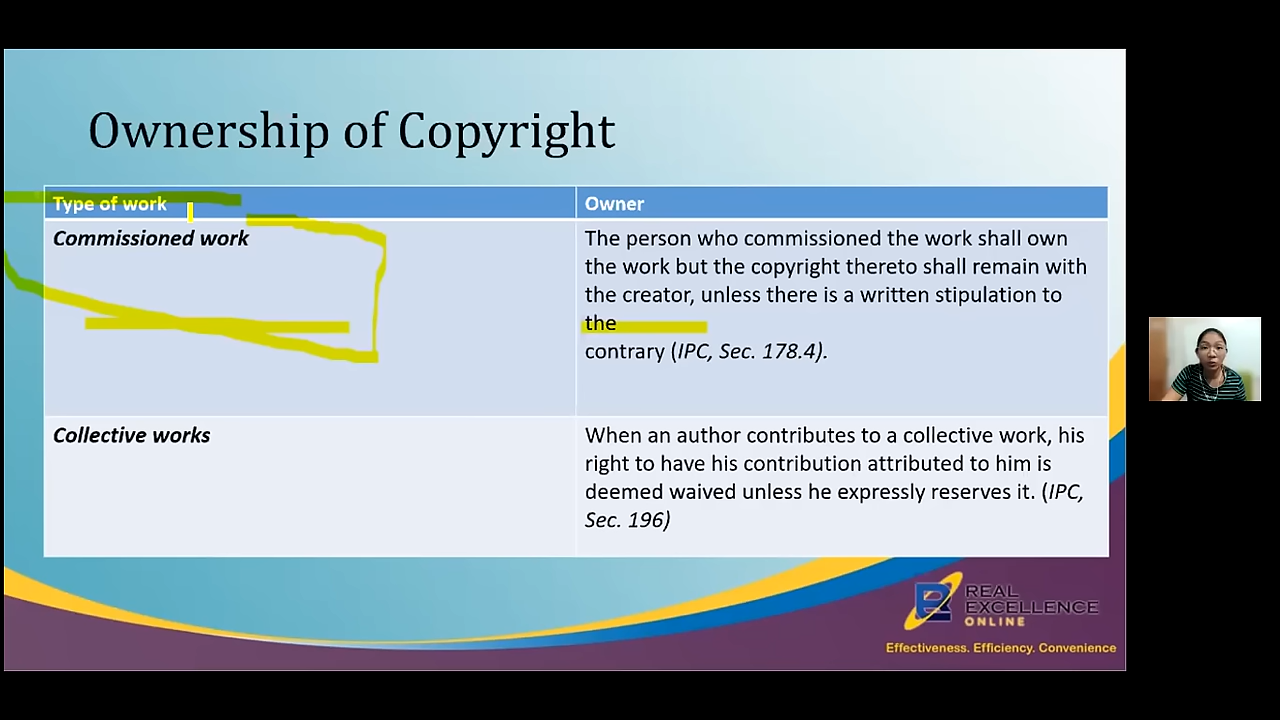 Ownership of Copyright
Type of work
Owner
Commissioned work
The person who commissioned the work shall own
the work but the copyright thereto shall remain with
the creator, unless there is a written stipulation to
the
contrary (IPC, Sec. 178.4).
Collective works
When an author contributes to a collective work, his
right to have his contribution attributed to him is
deemed waived unless he expressly reserves it. (IPC,
Sec. 196)
REAL
EXCELLENCE
ONLINE
Effectiveness. Efficiency. Convenience